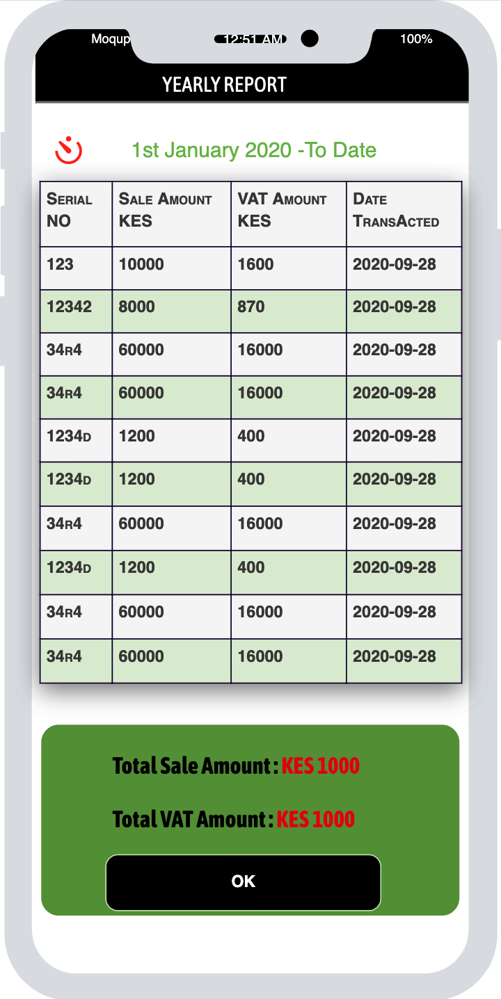 Moqup 12:51 AM 100%
YEARLY REPORT
1st January 2020 -To Date
Serial NO Sale Amount KES VAT Amount KES Date TransActed
123 10000 1600 2020-09-28
12342 8000 870 2020-09-28
34r4 60000 16000 2020-09-28
34r4 60000 16000 2020-09-28
1234d 1200 400 2020-09-28
1234d 1200 400 2020-09-28
34r4 60000 16000 2020-09-28
1234d 1200 400 2020-09-28
34r4 60000 16000 2020-09-28
34r4 60000 16000 2020-09-28
Total Sale Amount : KES 1000
Total VAT Amount : KES 1000
OK